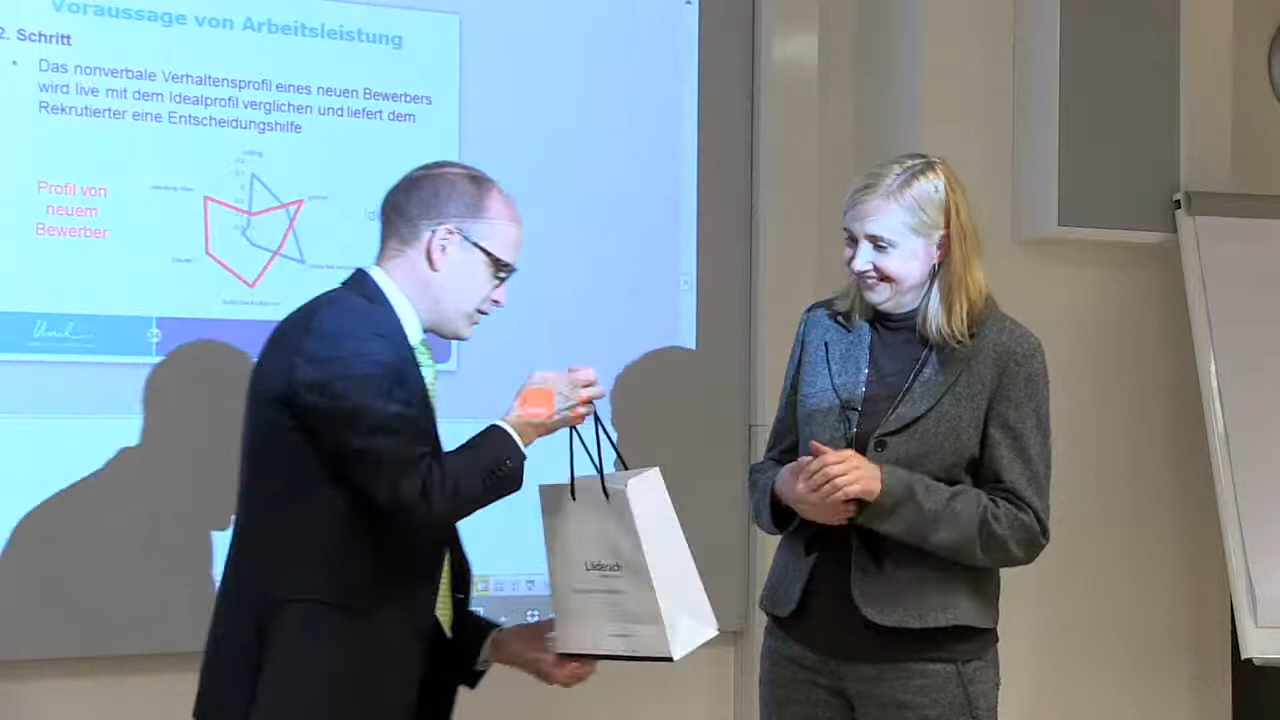 Voraussage von Arbeitsleistung
2. Schritt
• Das nonverbale Verhaltensprofil eines neuen Bewerbers
wird live mit dem Idealprofil verglichen und liefert dem
Rekrutierter eine Entscheidungshilfe
Profil von
neuem
Bewerber
Läderach